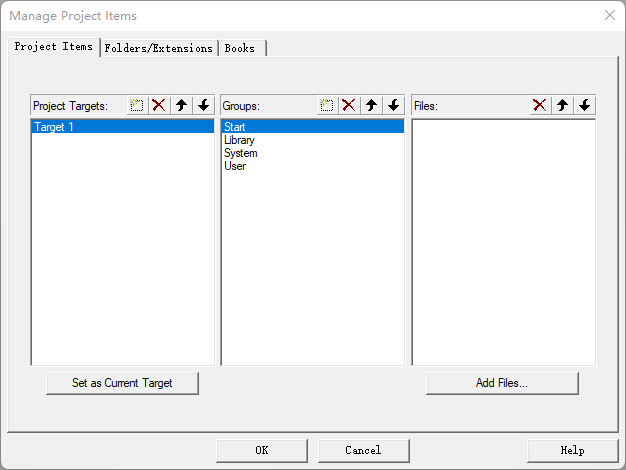 Manage Project Items
Project Items Folders/Extensions Books
Project Targets: Groups: Files:
Target 1
Start
Library
System
User
Set as Current Target Add Files...
OK Cancel Help